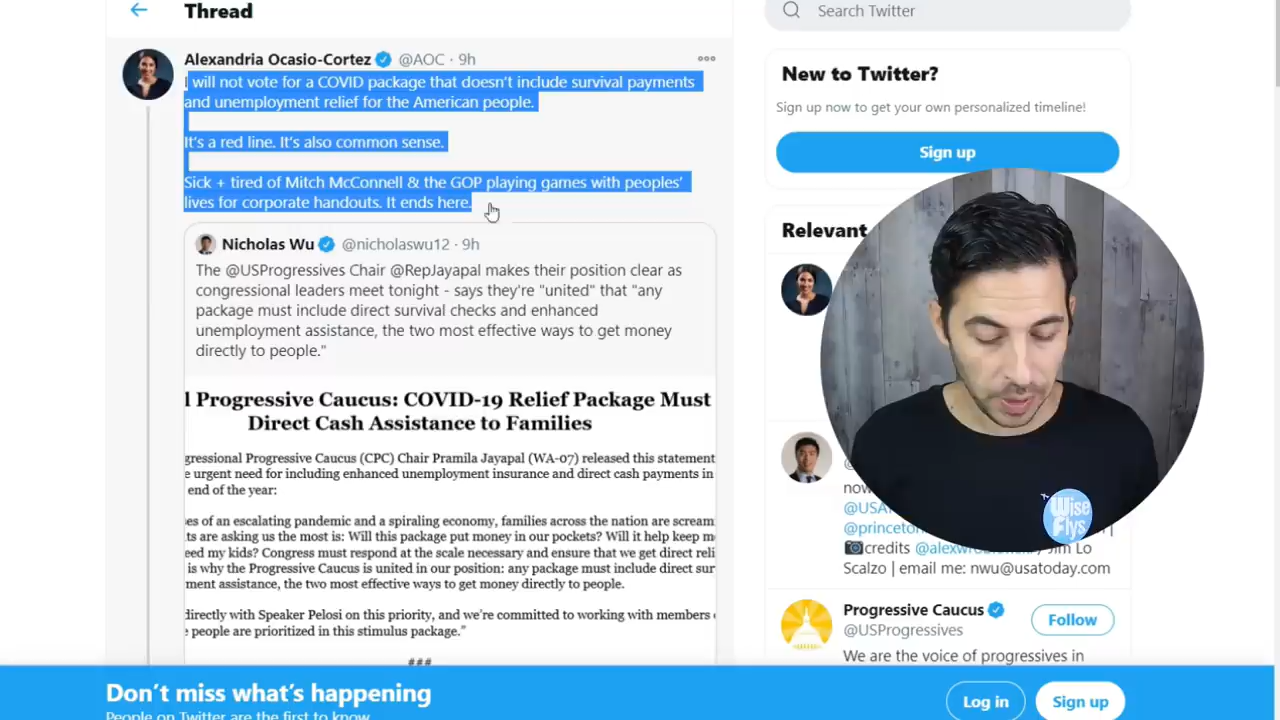 Thread
Search Twitter
Alexandria Ocasio-Cortez @AOC · 9h
I will not vote for a COVID package that doesn't include survival payments
and unemployment relief for the American people.
It's a red line. It's also common sense.
Sick + tired of Mitch McConnell & the GOP playing games with peoples'
lives for corporate handouts. It ends here.
Nicholas Wu @nicholaswu12 · 9h
The @USProgressives Chair @RepJayapal makes their position clear as
congressional leaders meet tonight - says they're "united" that "any
package must include direct survival checks and enhanced
unemployment assistance, the two most effective ways to get money
directly to people."
l Progressive Caucus: COVID-19 Relief Package Must
Direct Cash Assistance to Families
gressional Progressive Caucus (CPC) Chair Pramila Jayapal (WA-07) released this statement
e urgent need for including enhanced unemployment insurance and direct cash payments in
end of the year:
es of an escalating pandemic and a spiraling economy, families across the nation are scream
ts are asking us the most is: Will this package put money in our pockets? Will it help keep m
eed my kids? Congress must respond at the scale necessary and ensure that we get direct reli
is why the Progressive Caucus is united in our position: any package must include direct sur
ment assistance, the two most effective ways to get money directly to people.
directly with Speaker Pelosi on this priority, and we're committed to working with members
e people are prioritized in this stimulus package."
###
New to Twitter?
Sign up now to get your own personalized timeline!
Sign up
Relevant
now
@USA
@princeton
|
Wise
Flys
credits @alexw Jim Lo
Scalzo | email me: nwu@usatoday.com
Progressive Caucus
@USProgressives
Follow
We are the voice of progressives in
Don't miss what's happening
People on Twitter are the first to know.
Log in
Sign up